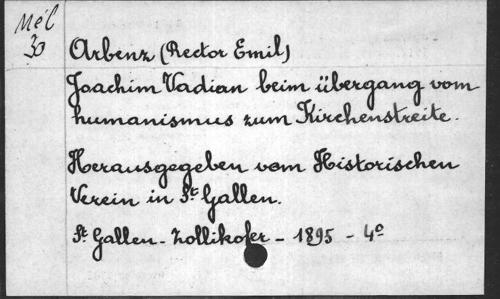 Mél
30
Arbenz (Rector Emil)
Joachim Vadian beim übergang vom
humanismus zum Kirchenstreite.
Herausgegeben vom Historischen
Verein in St. Gallen.
St. Gallen - Zollikofer - 1895 - 4º